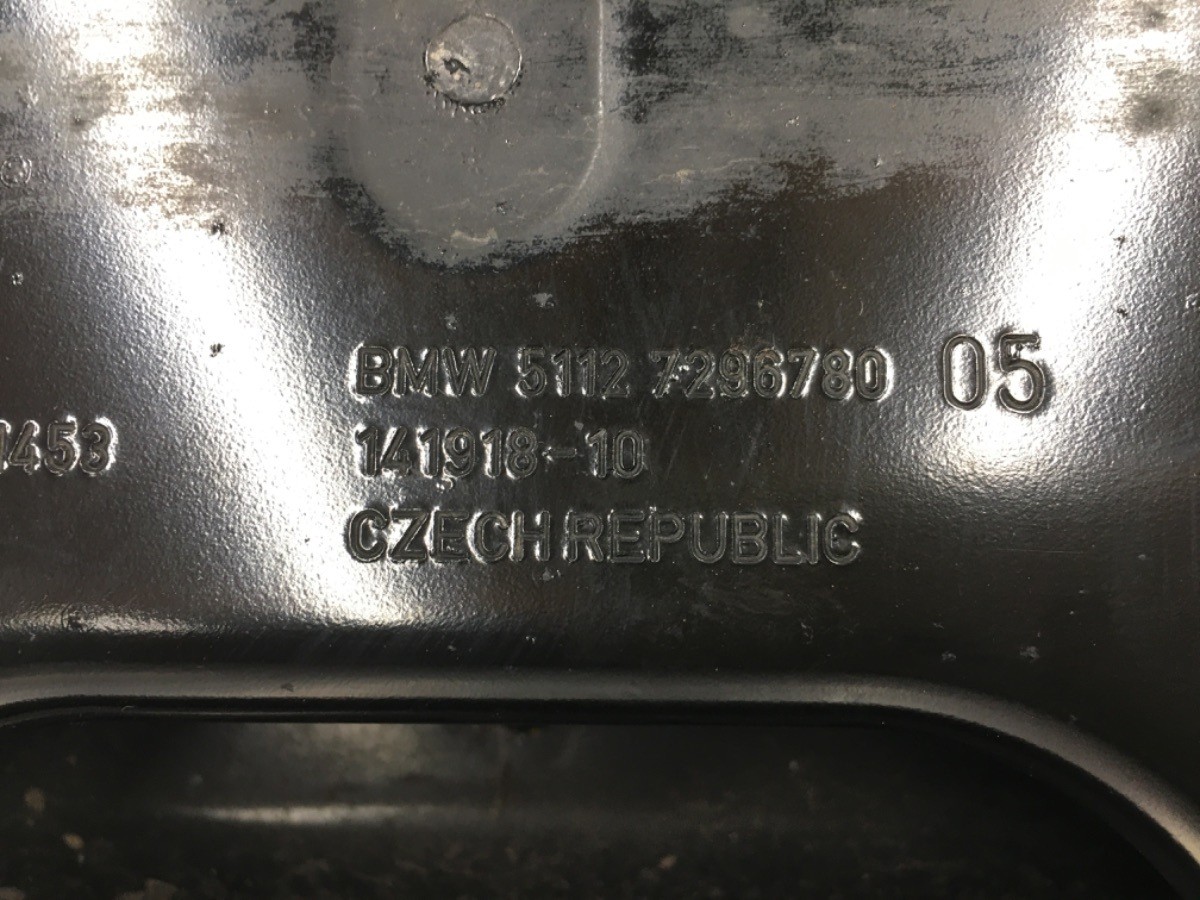 BMW 5112 7296780 05
1453
141918-10
CZECH REPUBLIC